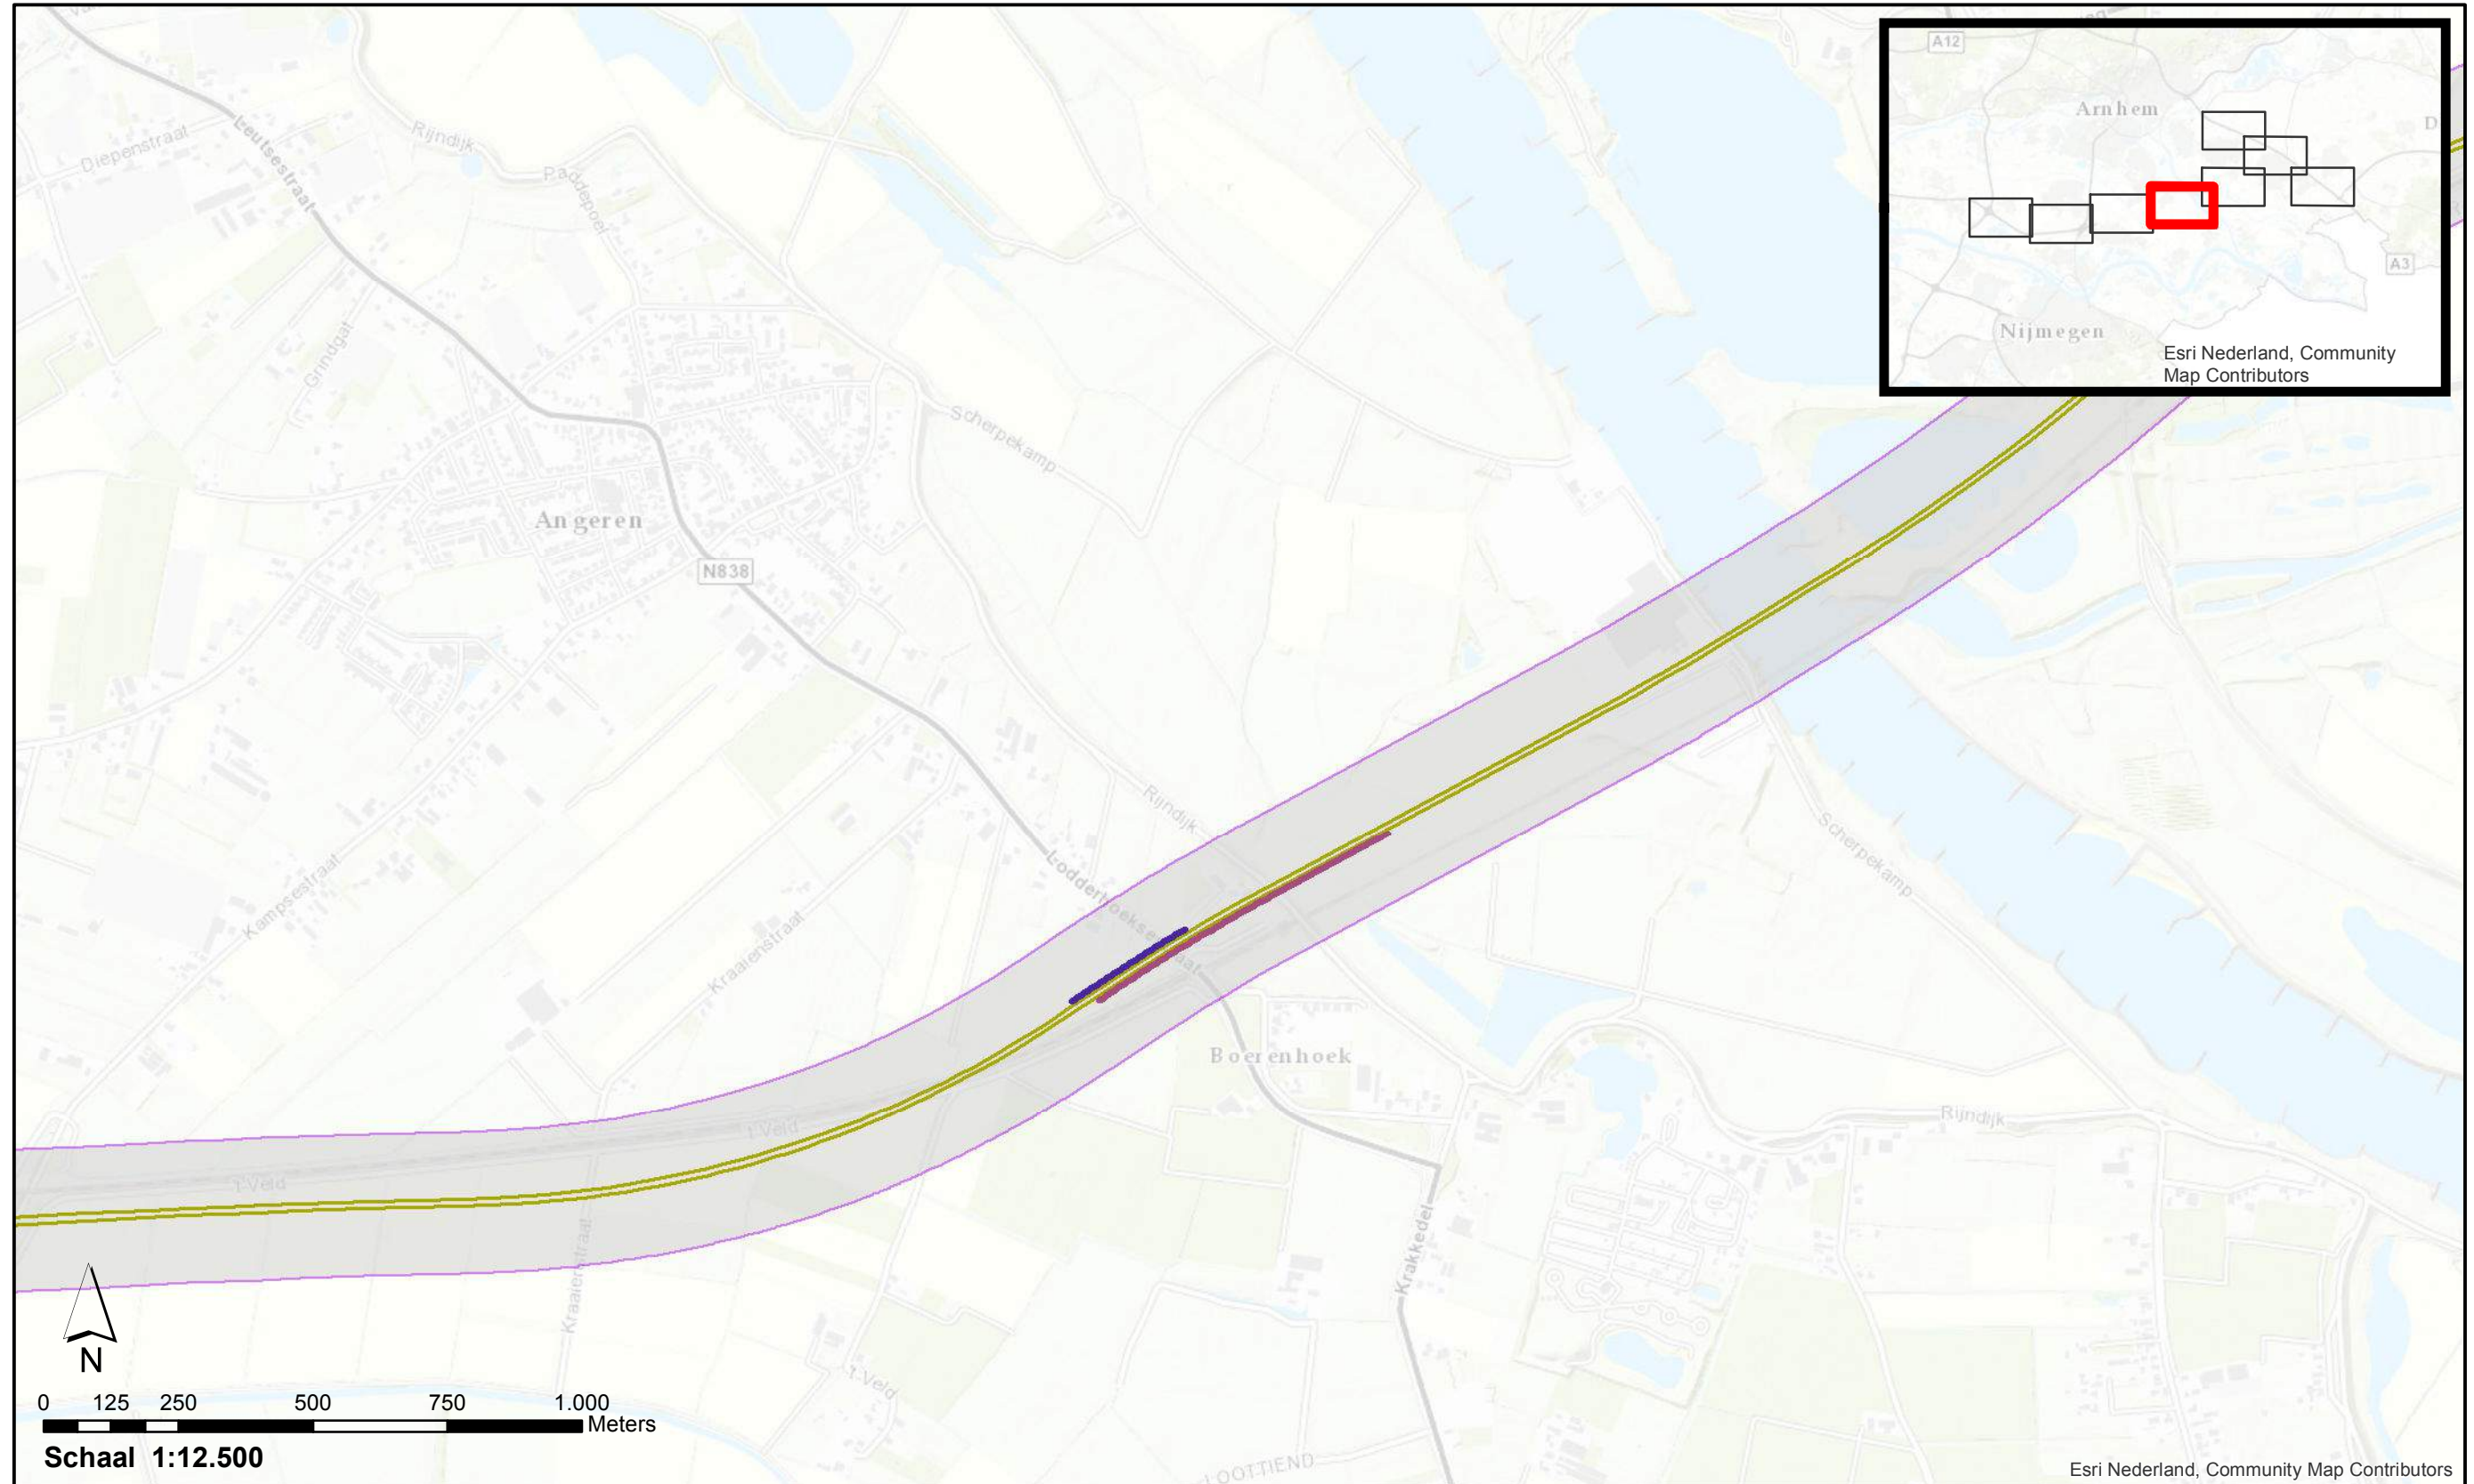 A12
Arnhem
D
A3
Nijmegen
Esri Nederland, Community
Map Contributors
Diepenstraat
Leutsestraat
Rijndijk
Paddepoel
Grindgat
Scherpekamp
Angeren
N838
Rijndijk
Scherpekamp
Kampsestraat
Kraaienstraat
Lodderhoeksestraat
Boerenhoek
Rijndijk
'T Veld
'T Veld
Kraaienstraat
Krakkedel
'T Veld
N
0 125 250 500 750 1.000
Meters
Schaal 1:12.500
Esri Nederland, Community Map Contributors